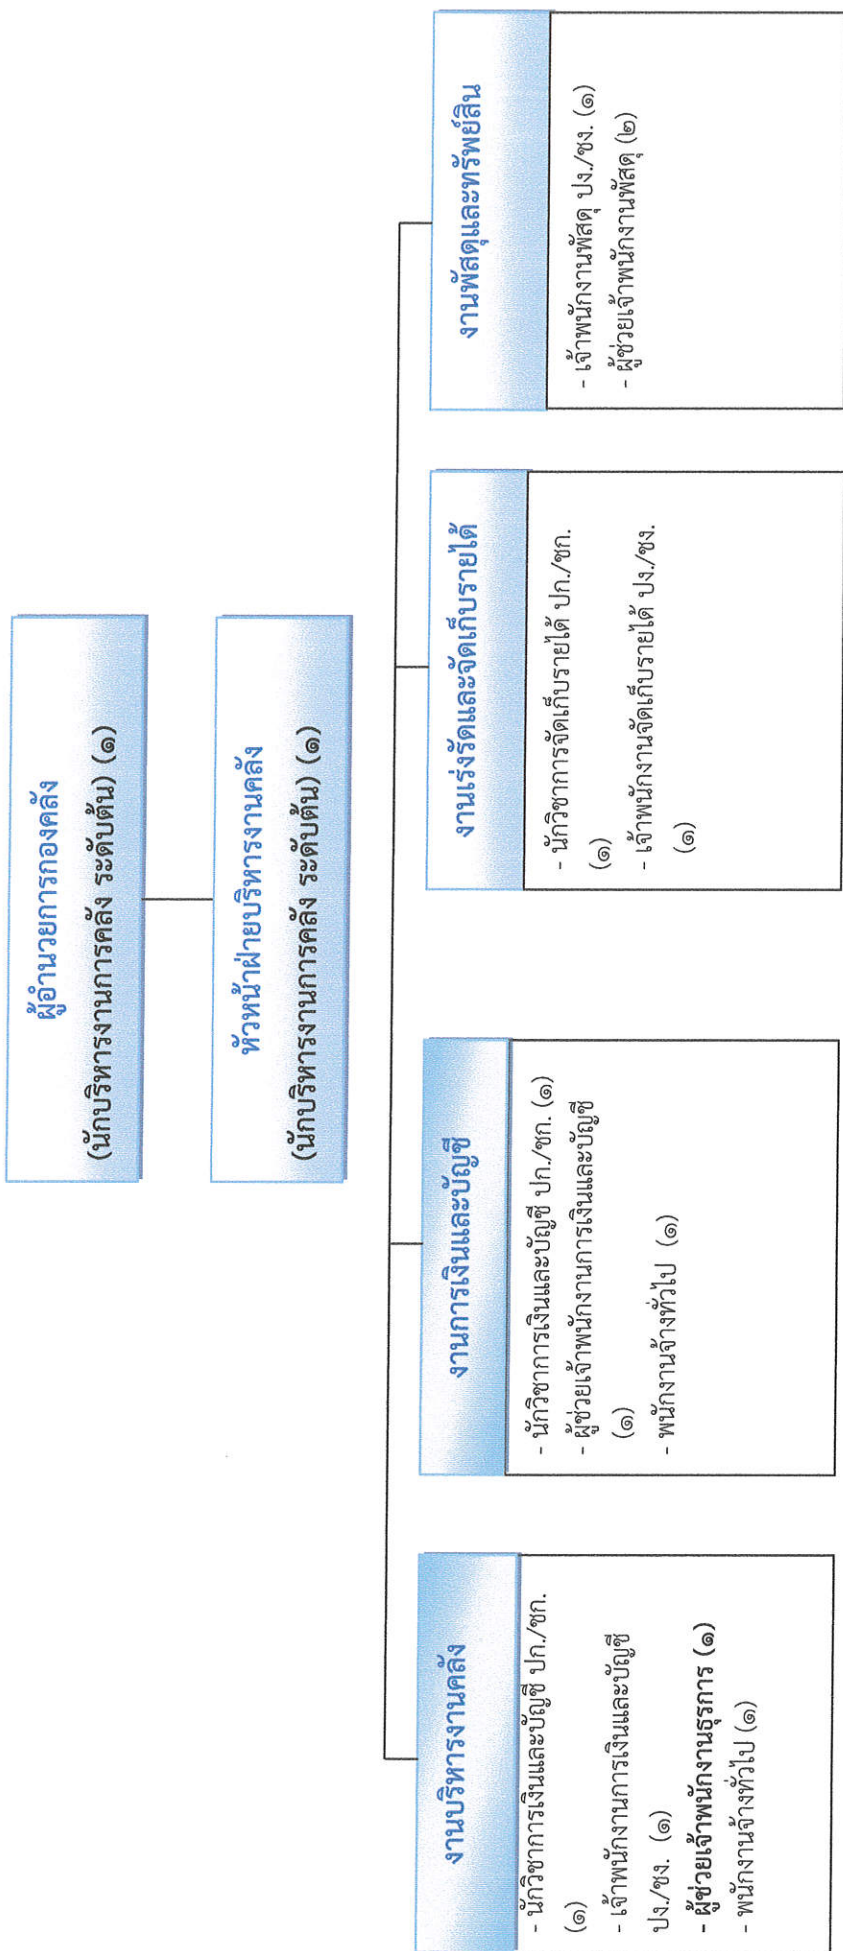 ผู้อำนวยการกองคลัง
(นักบริหารงานการคลัง ระดับต้น) (๑)
หัวหน้าฝ่ายบริหารงานคลัง
(นักบริหารงานการคลัง ระดับต้น) (๑)
งานบริหารงานคลัง
- นักวิชาการเงินและบัญชี ปก./ชก.
(๑)
- เจ้าพนักงานการเงินและบัญชี
ปง./ชง. (๑)
- ผู้ช่วยเจ้าพนักงานธุรการ (๑)
- พนักงานจ้างทั่วไป (๑)
งานการเงินและบัญชี
- นักวิชาการเงินและบัญชี ปก./ชก. (๑)
- ผู้ช่วยเจ้าพนักงานการเงินและบัญชี
(๑)
- พนักงานจ้างทั่วไป (๑)
งานเร่งรัดและจัดเก็บรายได้
- นักวิชาการจัดเก็บรายได้ ปก./ชก.
(๑)
- เจ้าพนักงานจัดเก็บรายได้ ปง./ชง.
(๑)
งานพัสดุและทรัพย์สิน
- เจ้าพนักงานพัสดุ ปง./ชง. (๑)
- ผู้ช่วยเจ้าพนักงานพัสดุ (๒)